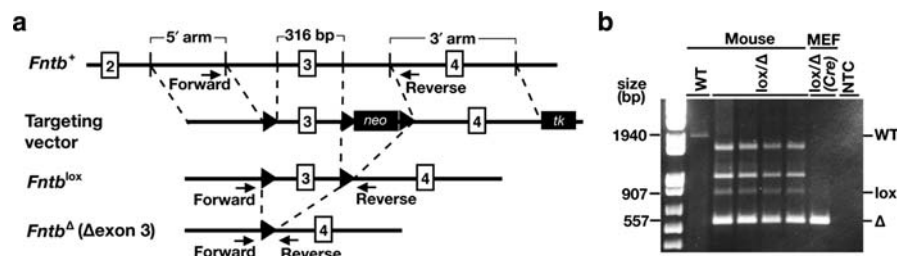 a
5′ arm
316 bp
3′ arm
Fntb+
2
3
4
Forward
Reverse
Targeting vector
3
neo
4
tk
Fntblox
3
4
Forward
Reverse
FntbΔ (Δexon 3)
4
Forward
Reverse
b
Mouse
MEF
size (bp)
WT
lox/Δ
lox/Δ (Cre)
NTC
1940
WT
907
lox
557
Δ